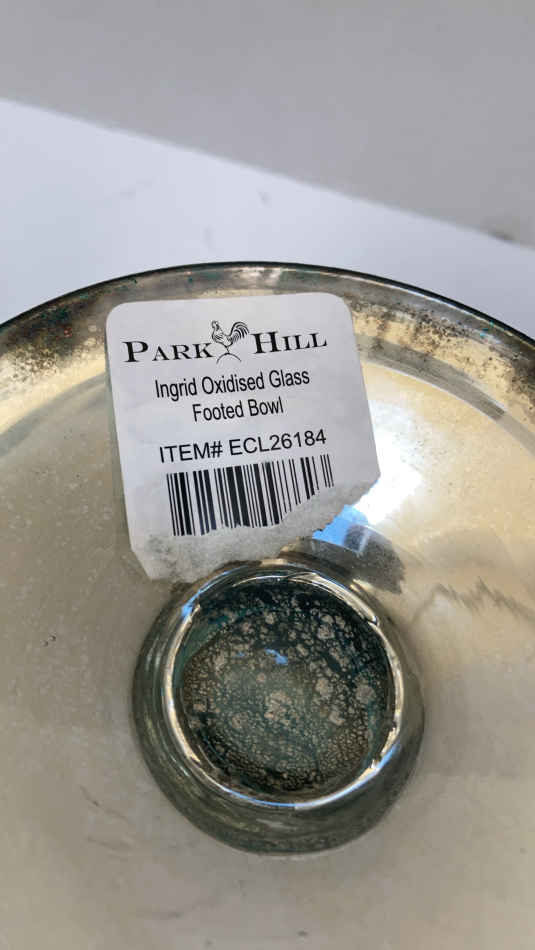 PARK HILL
Ingrid Oxidised Glass
Footed Bowl
ITEM# ECL26184